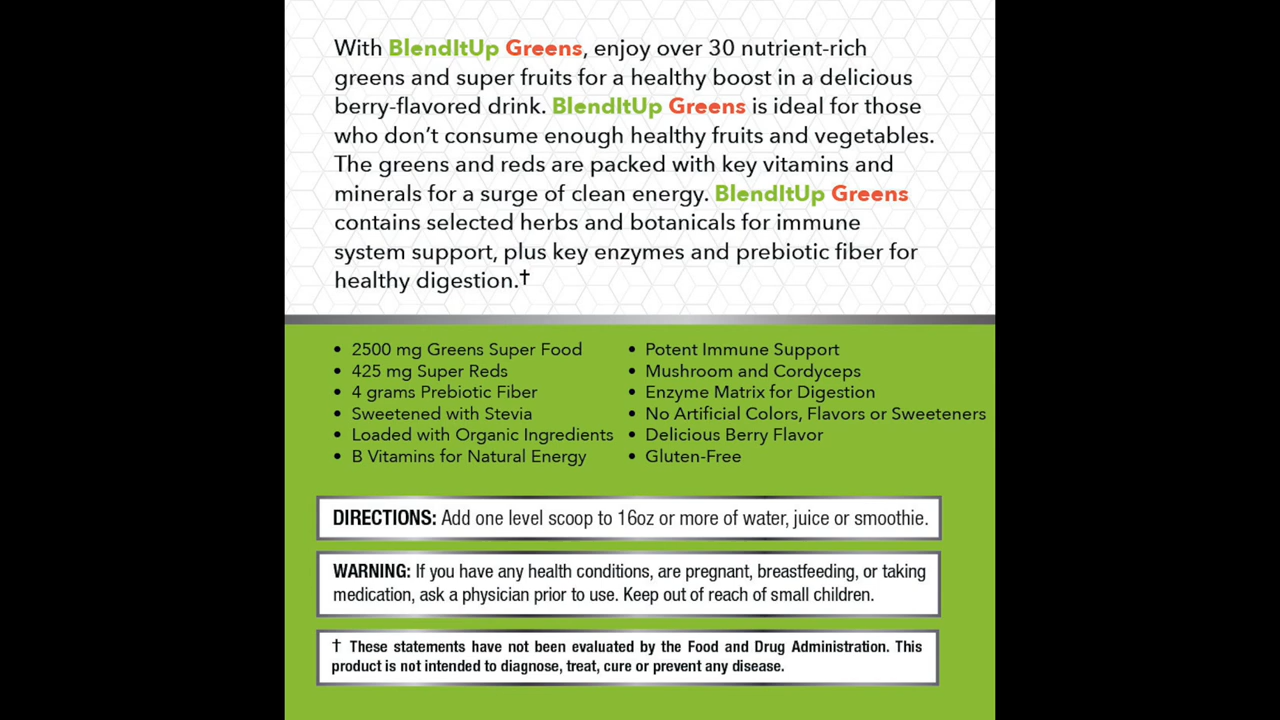 With BlendItUp Greens, enjoy over 30 nutrient-rich
greens and super fruits for a healthy boost in a delicious
berry-flavored drink. BlendItUp Greens is ideal for those
who don’t consume enough healthy fruits and vegetables.
The greens and reds are packed with key vitamins and
minerals for a surge of clean energy. BlendItUp Greens
contains selected herbs and botanicals for immune
system support, plus key enzymes and prebiotic fiber for
healthy digestion.†
• 2500 mg Greens Super Food
• 425 mg Super Reds
• 4 grams Prebiotic Fiber
• Sweetened with Stevia
• Loaded with Organic Ingredients
• B Vitamins for Natural Energy
• Potent Immune Support
• Mushroom and Cordyceps
• Enzyme Matrix for Digestion
• No Artificial Colors, Flavors or Sweeteners
• Delicious Berry Flavor
• Gluten-Free
DIRECTIONS: Add one level scoop to 16oz or more of water, juice or smoothie.
WARNING: If you have any health conditions, are pregnant, breastfeeding, or taking
medication, ask a physician prior to use. Keep out of reach of small children.
† These statements have not been evaluated by the Food and Drug Administration. This
product is not intended to diagnose, treat, cure or prevent any disease.